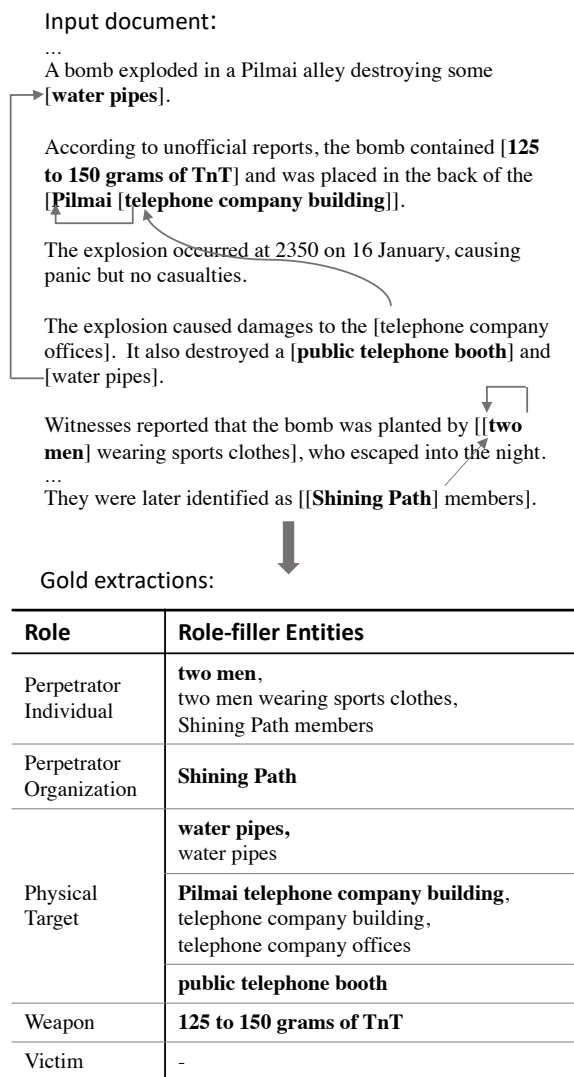 Input document:
...
A bomb exploded in a Pilmai alley destroying some
[water pipes].
According to unofficial reports, the bomb contained [125
to 150 grams of TnT] and was placed in the back of the
[Pilmai [telephone company building]].
The explosion occurred at 2350 on 16 January, causing
panic but no casualties.
The explosion caused damages to the [telephone company
offices]. It also destroyed a [public telephone booth] and
[water pipes].
Witnesses reported that the bomb was planted by [[two
men] wearing sports clothes], who escaped into the night.
...
They were later identified as [[Shining Path] members].
Gold extractions:
Role Role-filler Entities
Perpetrator
Individual
two men,
two men wearing sports clothes,
Shining Path members
Perpetrator
Organization
Shining Path
Physical
Target
water pipes,
water pipes
Pilmai telephone company building,
telephone company building,
telephone company offices
public telephone booth
Weapon 125 to 150 grams of TnT
Victim -